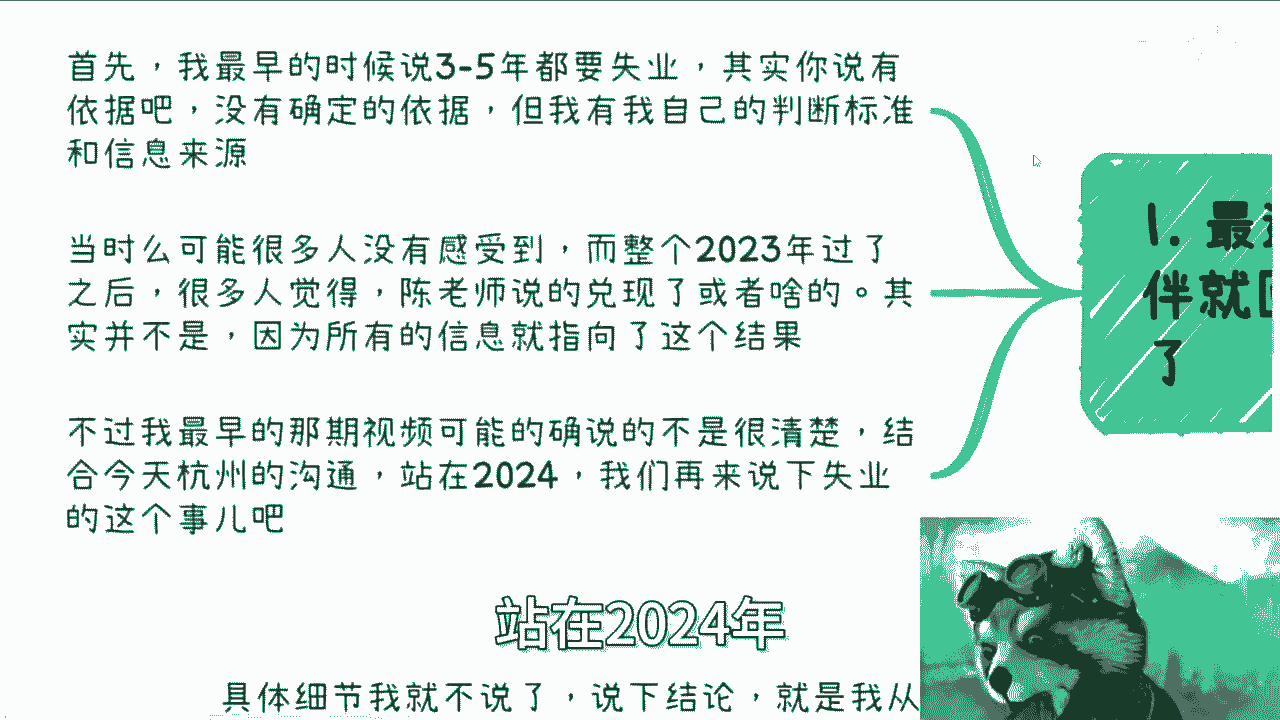 首先，我最早的时候说3-5年都要失业，其实你说有
依据吧，没有确定的依据，但我有我自己的判断标准
和信息来源
当时么可能很多人没有感受到，而整个2023年过了
之后，很多人觉得，陈老师说的兑现了或者啥的。其
实并不是，因为所有的信息就指向了这个结果
不过我最早的那期视频可能的确说的不是很清楚，结
合今天杭州的沟通，站在2024，我们再来说下失业
的这个事儿吧
1. 最
伴就
了
站在2024年
具体细节我就不说了，说下结论，就是我从